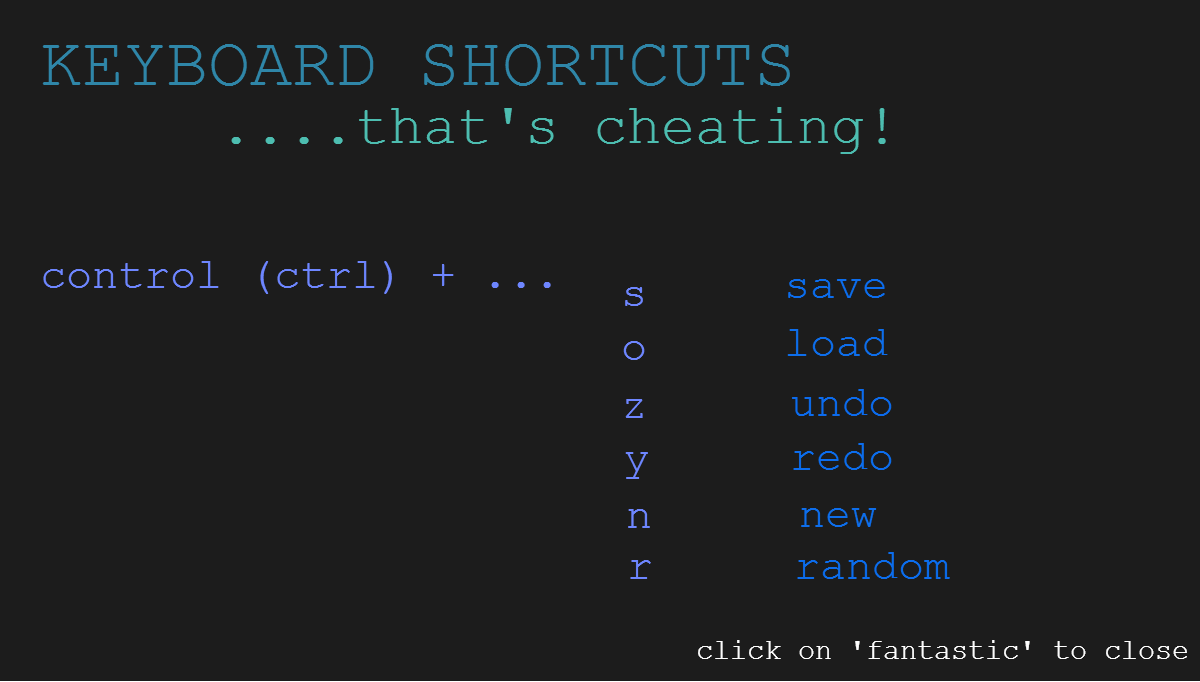 KEYBOARD SHORTCUTS
....that's cheating!
control (ctrl) + ...
s save
o load
z undo
y redo
n new
r random
click on 'fantastic' to close